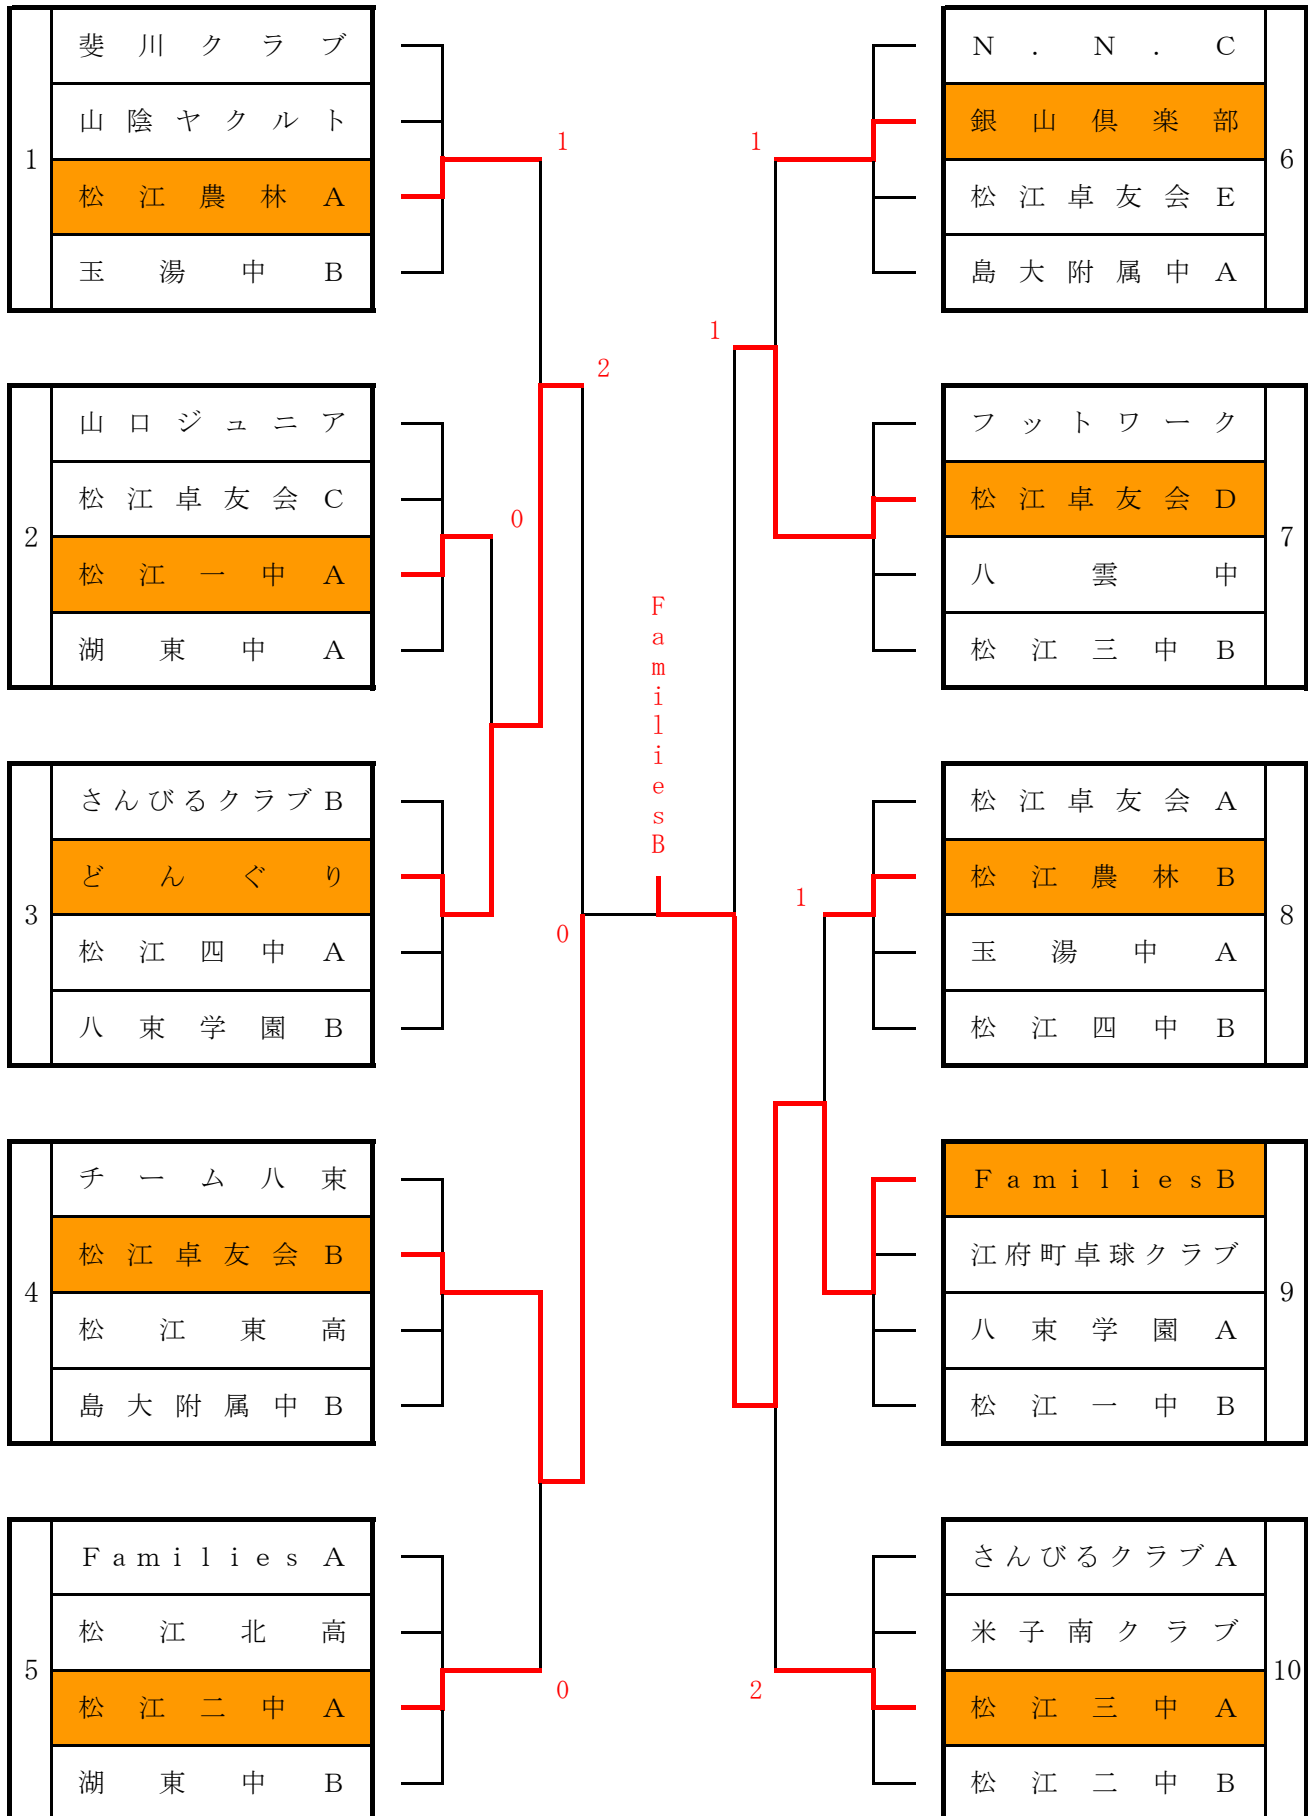 1
斐川クラブ
山陰ヤクルト
松江農林A
玉湯中B
2
山口ジュニア
松江卓友会C
松江一中A
湖東中A
3
さんびるクラブB
どんぐり
松江四中A
八束学園B
4
チーム八束
松江卓友会B
松江東高
島大附属中B
5
FamiliesA
松江北高
松江二中A
湖東中B
1
2
0
0
0
FamiliesB
1
1
1
2
N.N.C
銀山倶楽部
松江卓友会E
島大附属中A
6
フットワーク
松江卓友会D
八雲中
松江三中B
7
松江卓友会A
松江農林B
玉湯中A
松江四中B
8
FamiliesB
江府町卓球クラブ
八束学園A
松江一中B
9
さんびるクラブA
米子南クラブ
松江三中A
松江二中B
10